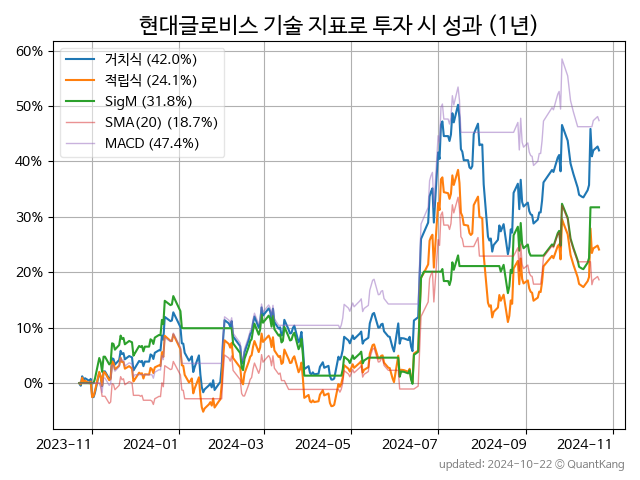 현대글로비스 기술 지표로 투자 시 성과 (1년)
거치식 (42.0%)
적립식 (24.1%)
SigM (31.8%)
SMA(20) (18.7%)
MACD (47.4%)
60%
50%
40%
30%
20%
10%
0%
2023-11
2024-01
2024-03
2024-05
2024-07
2024-09
2024-11
updated: 2024-10-22 © QuantKang